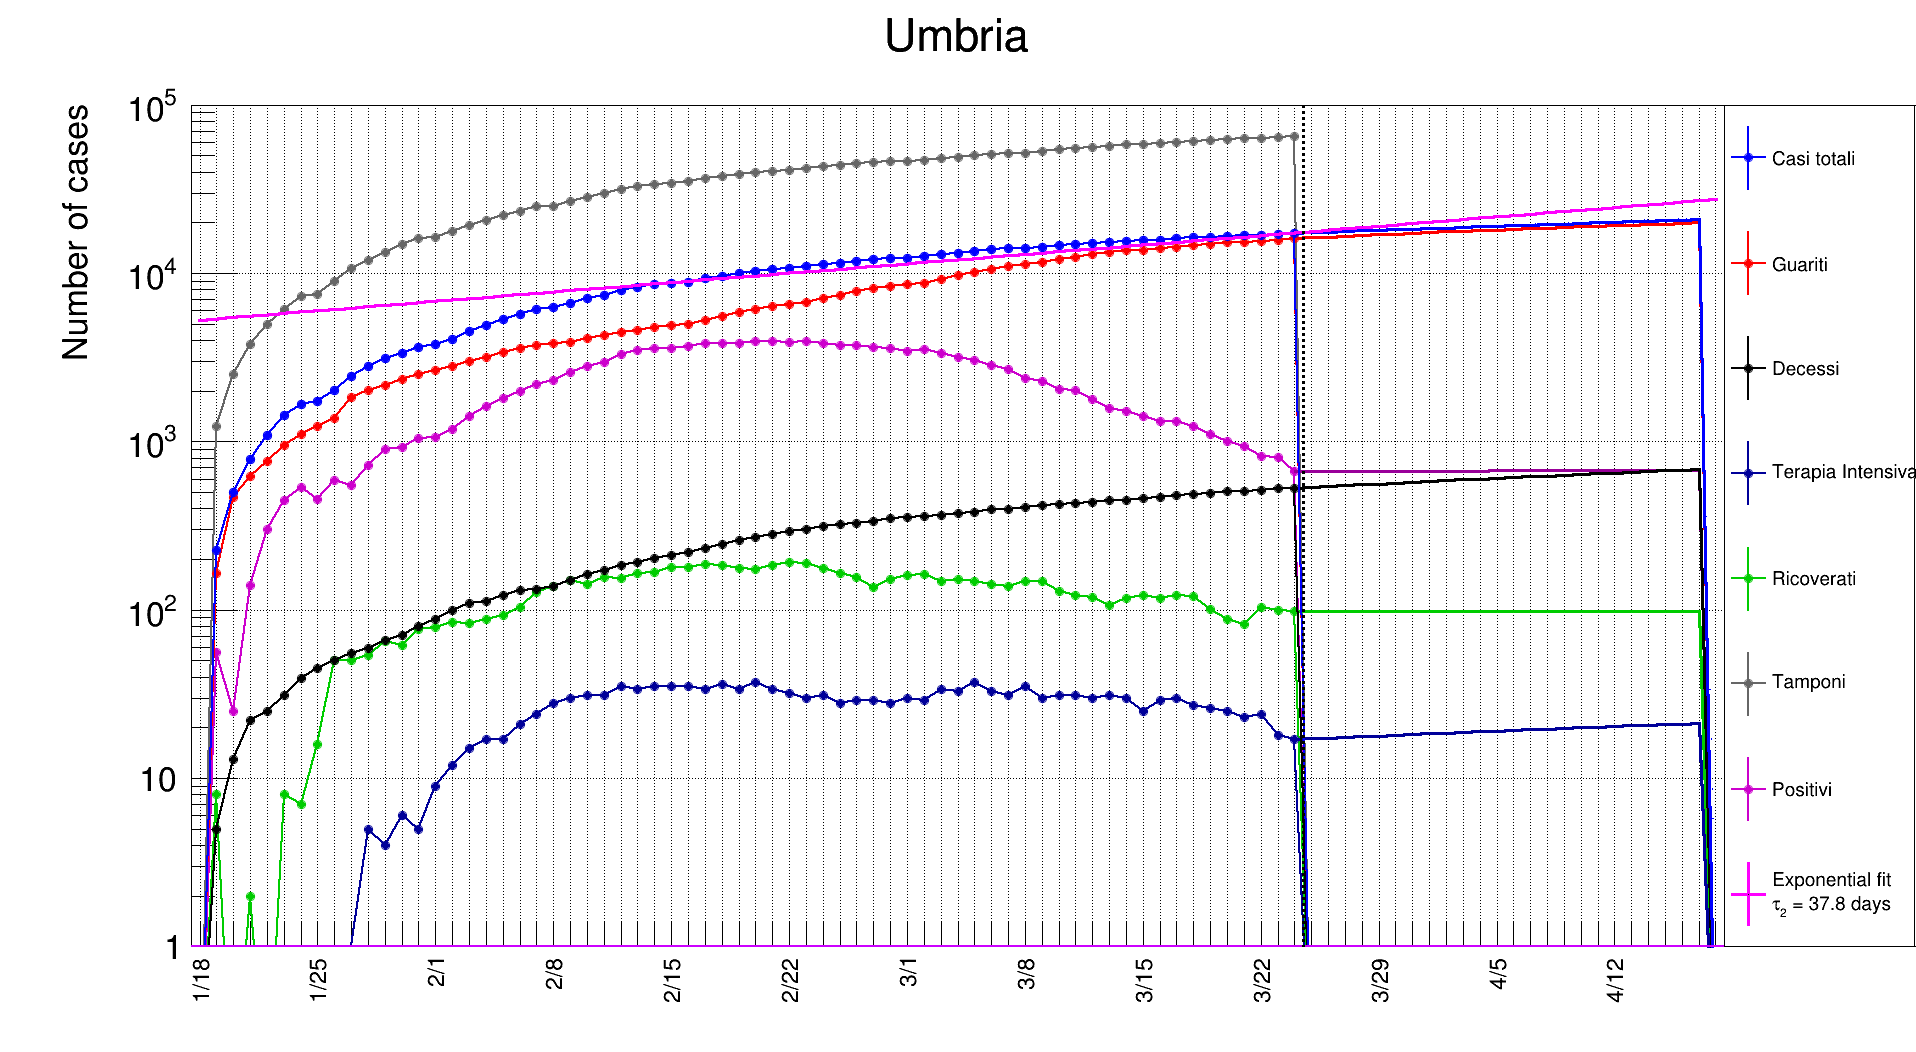 Umbria
Number of cases
10^5
10^4
10^3
10^2
10
1
1/18
1/25
2/1
2/8
2/15
2/22
3/1
3/8
3/15
3/22
3/29
4/5
4/12
Casi totali
Guariti
Decessi
Terapia Intensiva
Ricoverati
Tamponi
Positivi
Exponential fit
τ₂ = 37.8 days